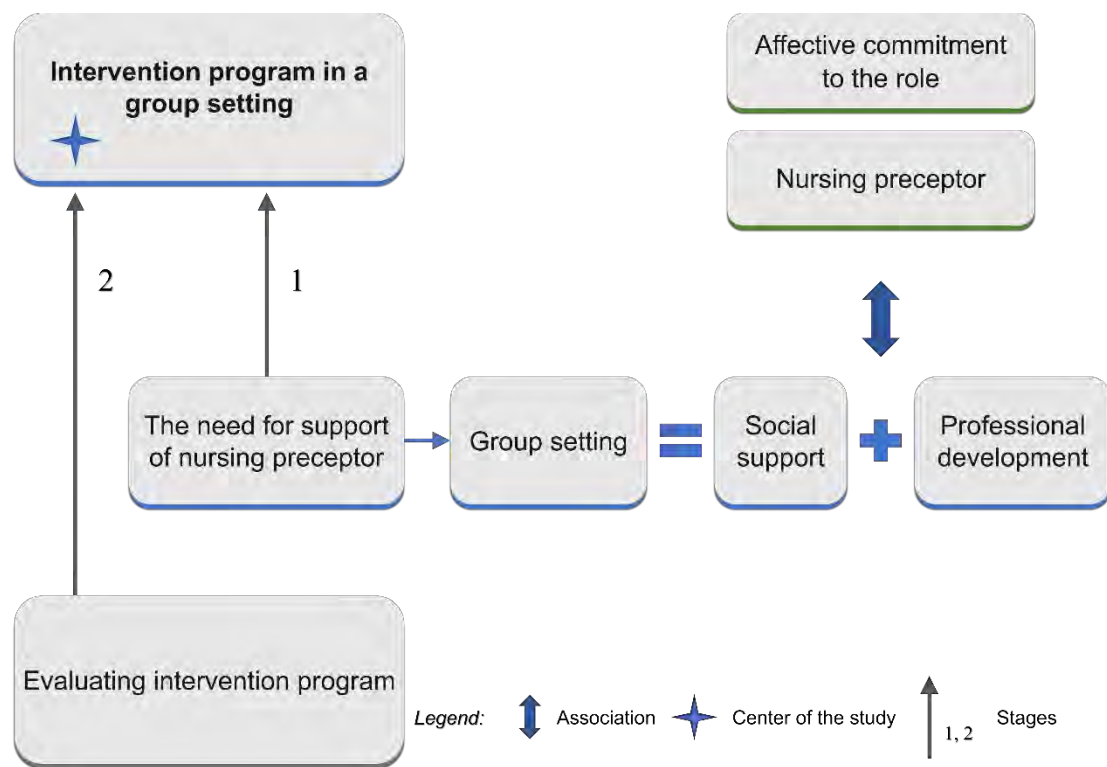 Intervention program in a
group setting
Affective commitment
to the role
Nursing preceptor
2
1
The need for support
of nursing preceptor
Group setting
Social
support
Professional
development
Evaluating intervention program
Legend:
Association
Center of the study
1, 2
Stages